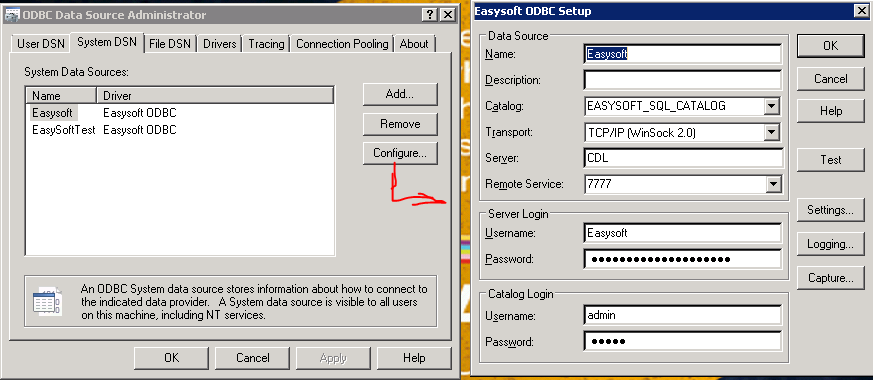 ODBC Data Source Administrator
User DSN System DSN File DSN Drivers Tracing Connection Pooling About
System Data Sources:
Name Driver
Easysoft Easysoft ODBC
EasySoftTest Easysoft ODBC
Add...
Remove
Configure...
An ODBC System data source stores information about how to connect to
the indicated data provider. A System data source is visible to all users
on this machine, including NT services.
OK Cancel Apply Help
Easysoft ODBC Setup
Data Source
Name: Easysoft
Description:
Catalog: EASYSOFT_SQL_CATALOG
Transport: TCP/IP (WinSock 2.0)
Server: CDL
Remote Service: 7777
Server Login
Username: Easysoft
Password: ●●●●●●●●●●●●●●●●●●●●
Catalog Login
Username: admin
Password: ●●●●●
OK
Cancel
Help
Test
Settings...
Logging...
Capture...